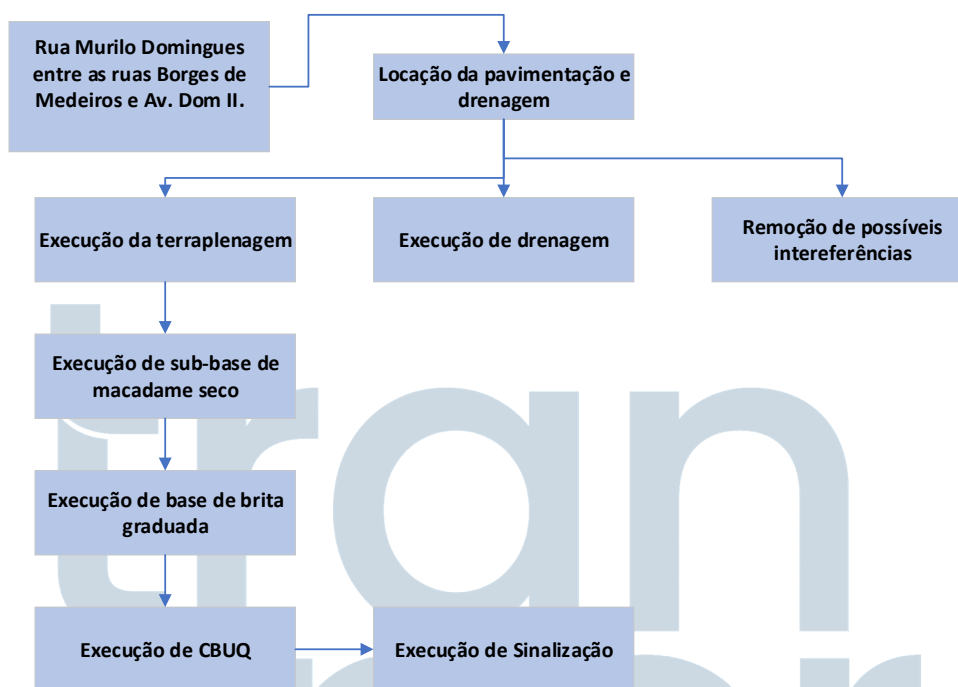 Rua Murilo Domingues
entre as ruas Borges de
Medeiros e Av. Dom II.
Locação da pavimentação e
drenagem
Execução da terraplenagem
Execução de drenagem
Remoção de possíveis
intereferências
Execução de sub-base de
macadame seco
Execução de base de brita
graduada
Execução de CBUQ
Execução de Sinalização
tran